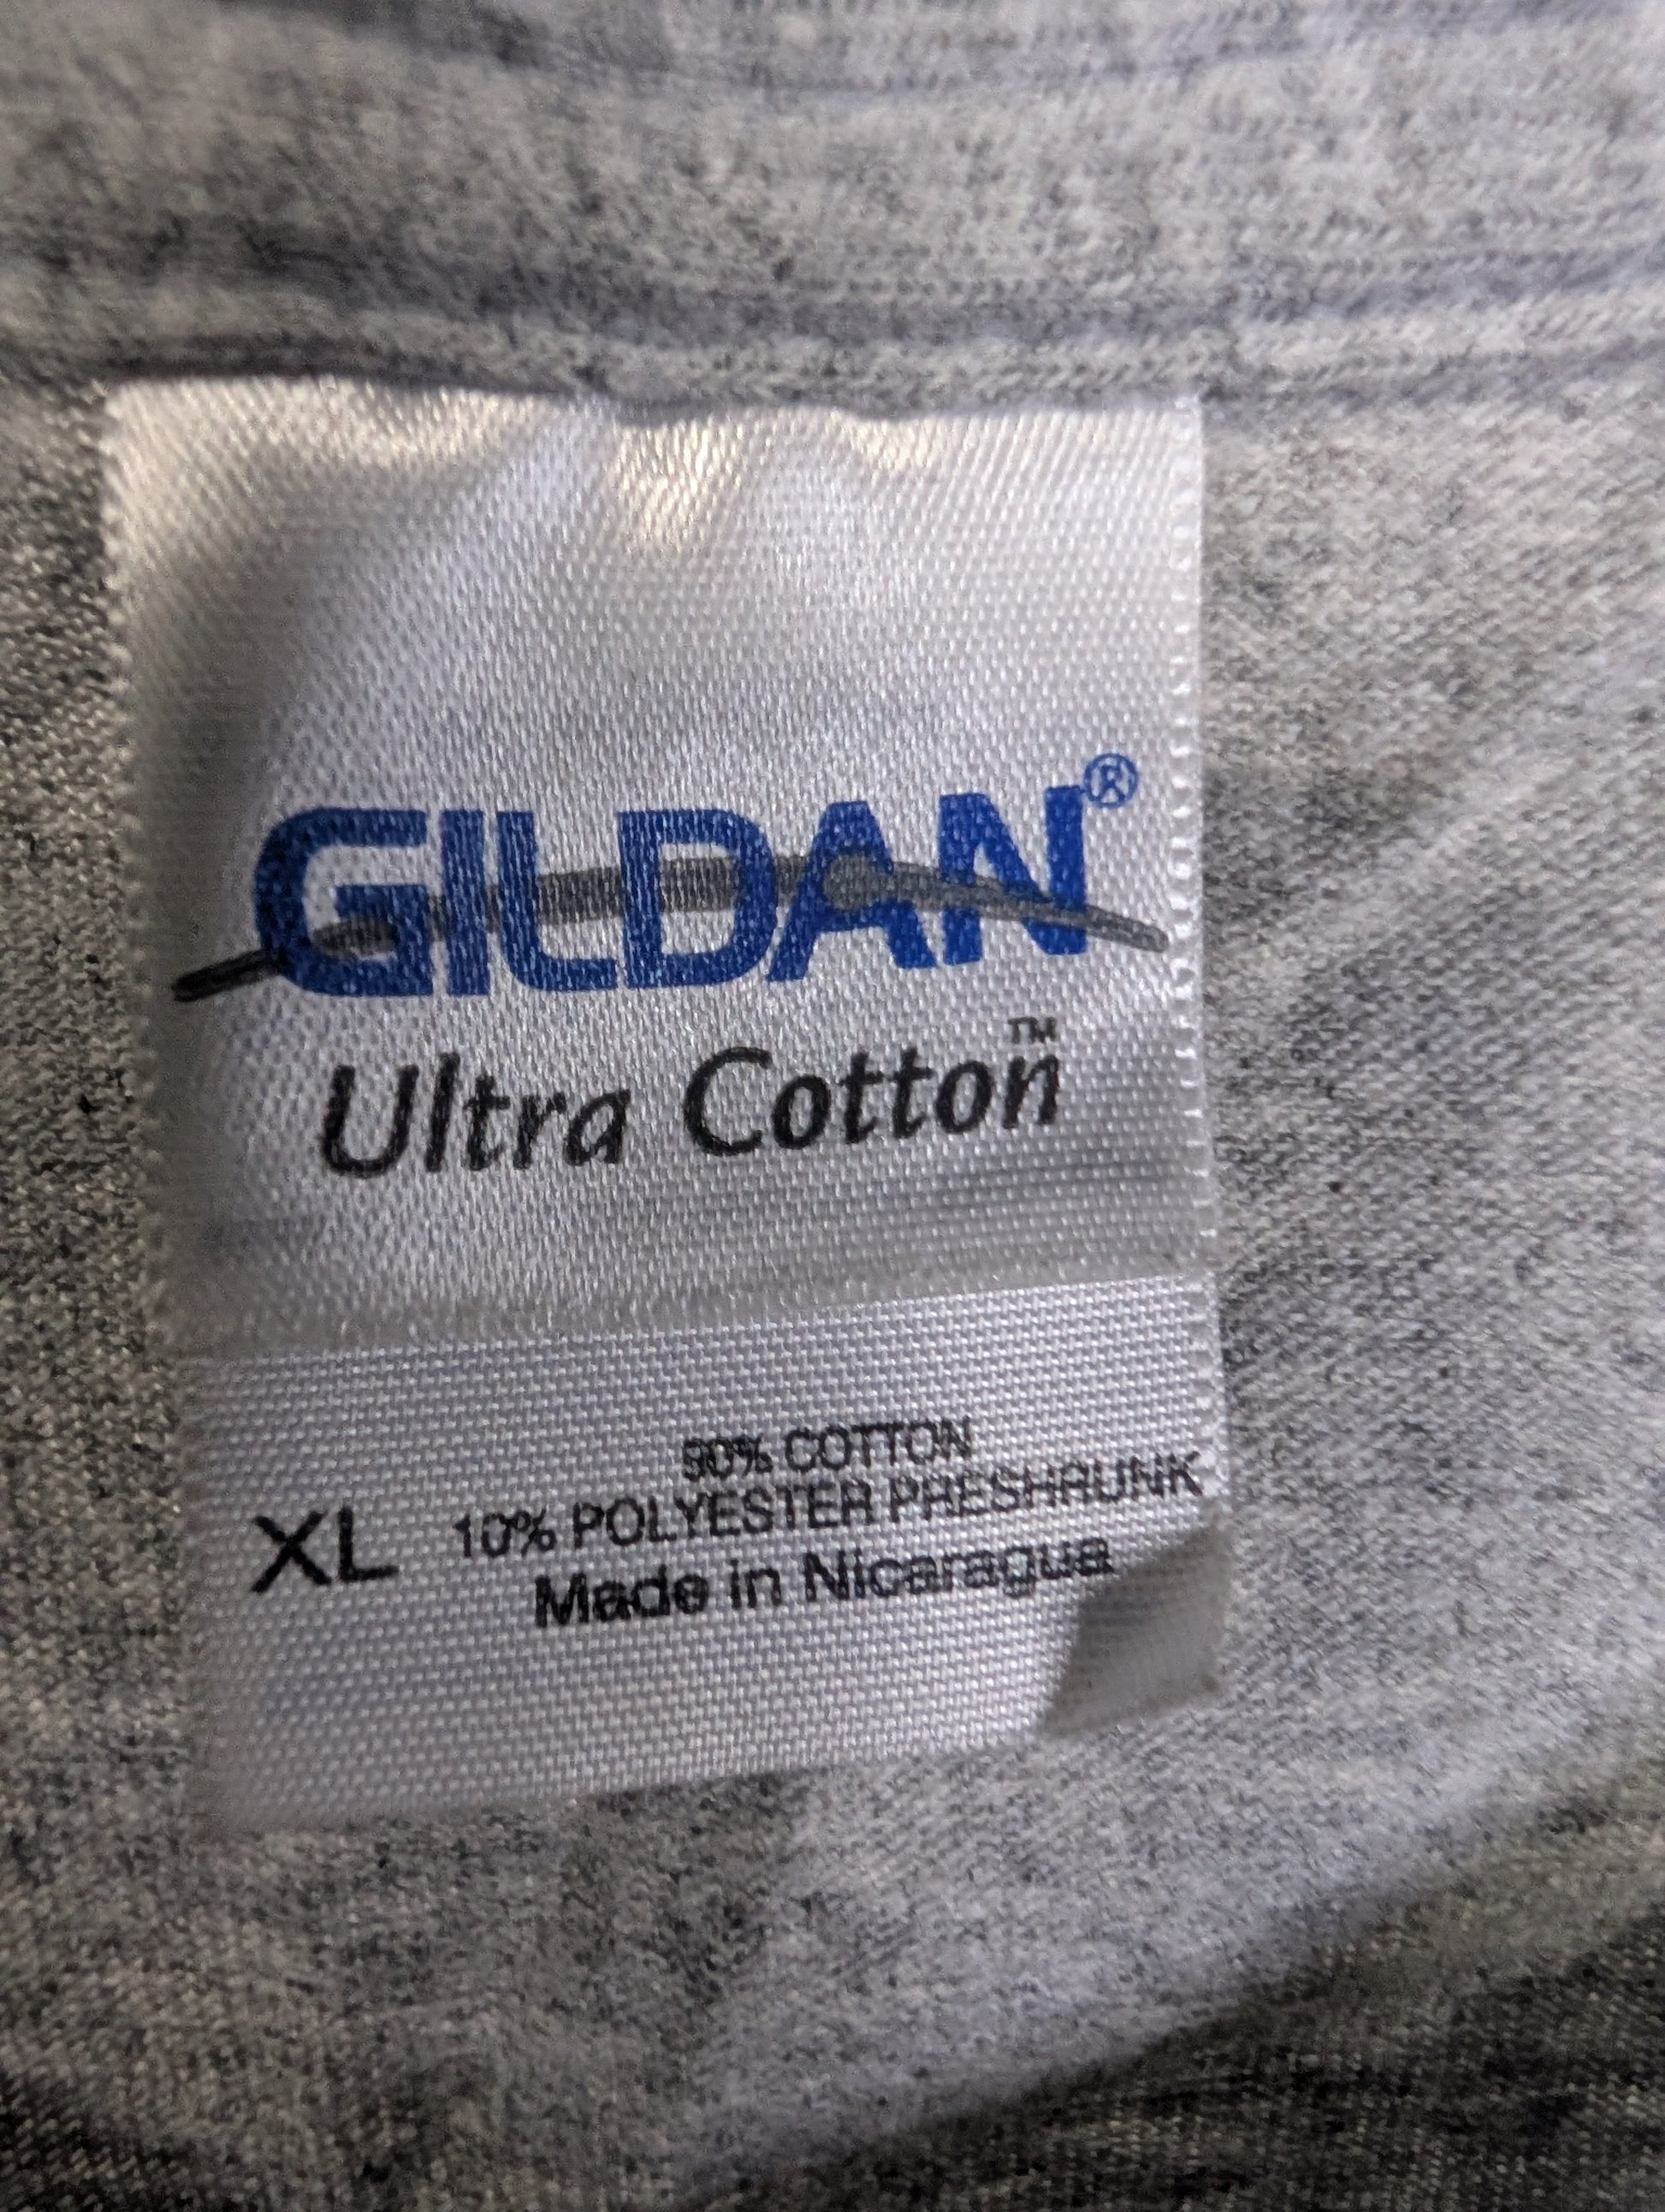 GILDAN®
Ultra Cotton™
90% COTTON
XL 10% POLYESTER PRESHRUNK
Made in Nicaragua